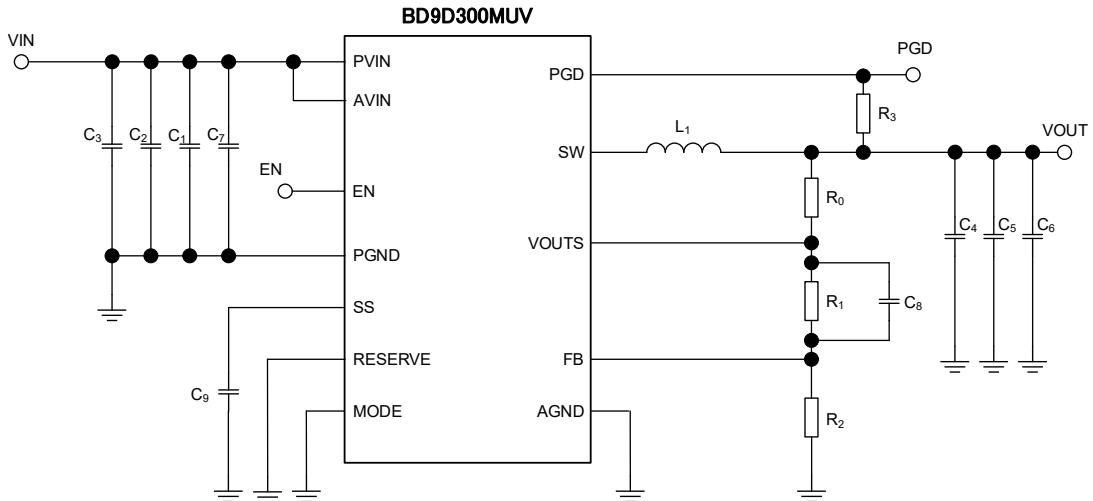 BD9D300MUV
VIN
PVIN
AVIN
C3
C2
C1
C7
EN
EN
PGND
SS
RESERVE
C9
MODE
PGD
PGD
R3
L1
SW
VOUT
R0
VOUTS
C4
C5
C6
R1
C8
FB
AGND
R2